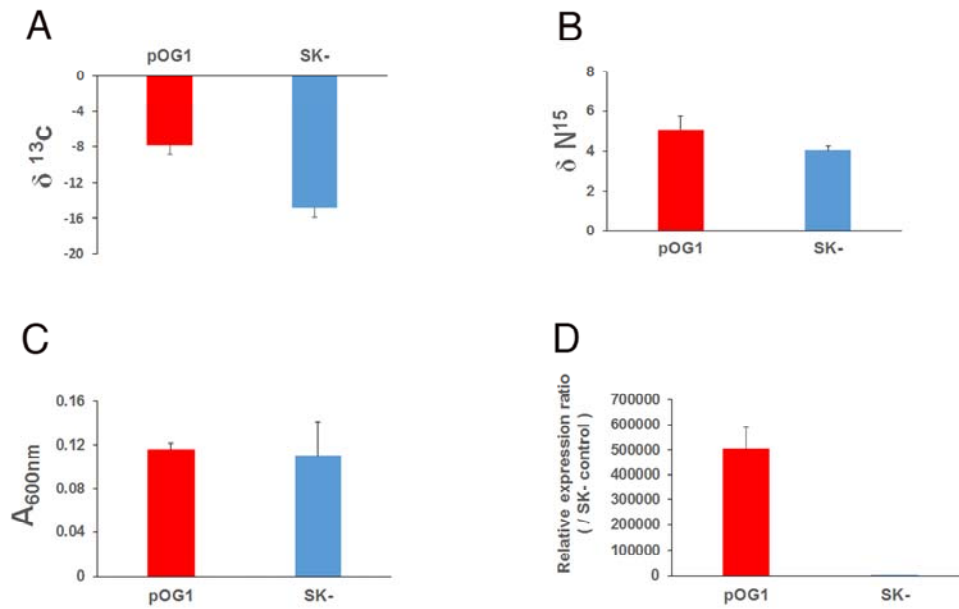 A
pOG1 SK-
0
-4
-8
-12
-16
-20
δ ¹³C
B
8
6
4
2
0
δ N¹⁵
pOG1 SK-
C
0.16
0.12
0.08
0.04
0
A₆₀₀nm
pOG1 SK-
D
Relative expression ratio
( / SK- control )
700000
600000
500000
400000
300000
200000
100000
0
pOG1 SK-